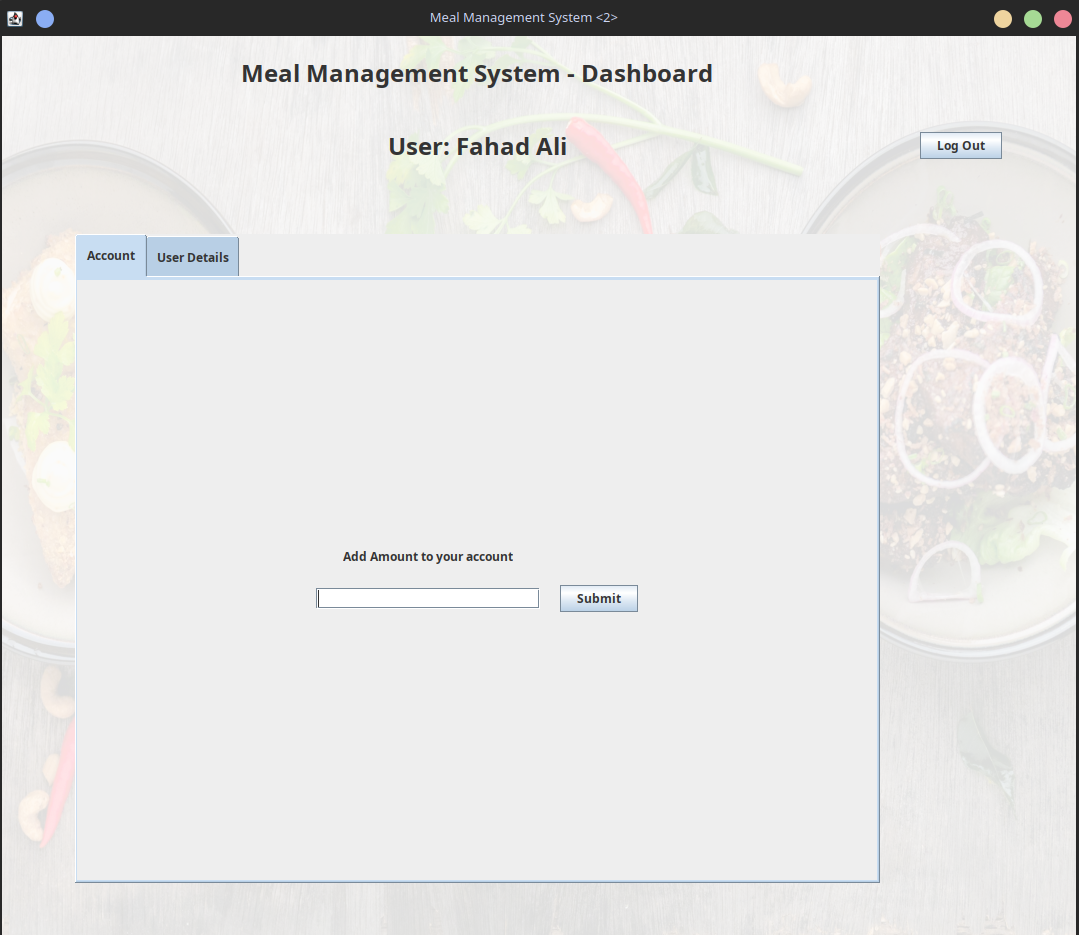 Meal Management System <2>
Meal Management System - Dashboard
User: Fahad Ali
Log Out
Account
User Details
Add Amount to your account
Submit